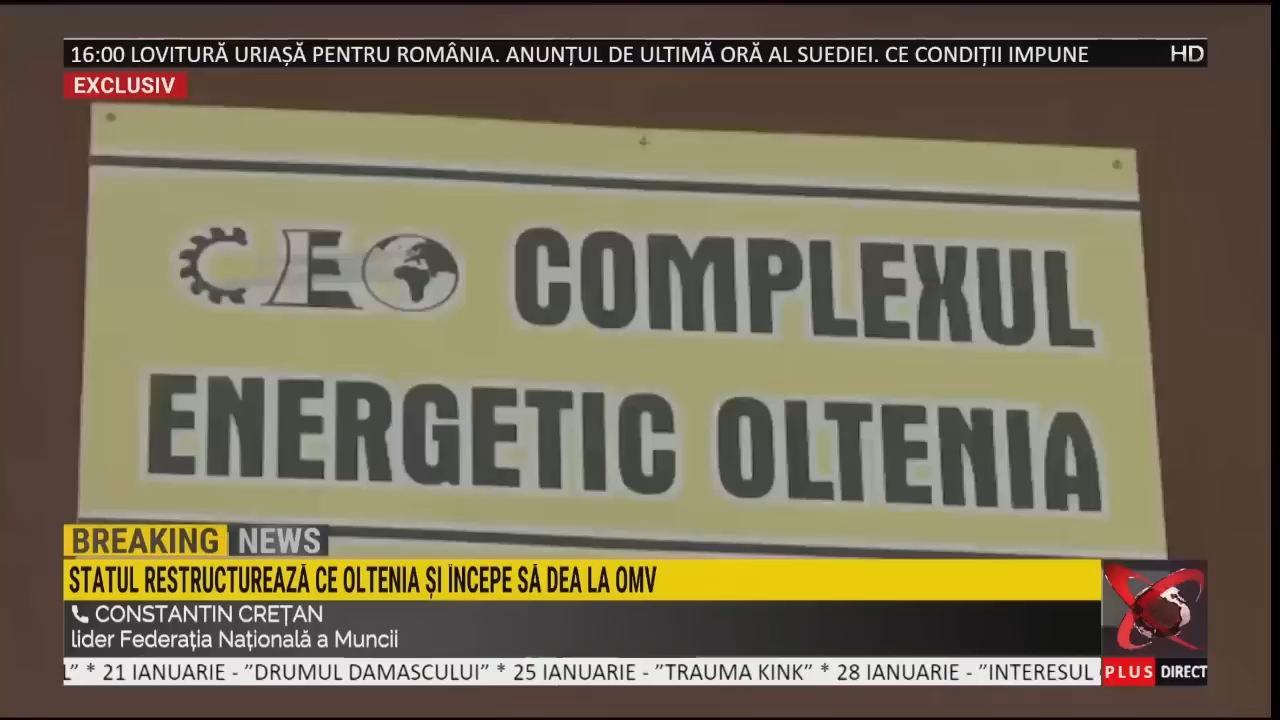 16:00 LOVITURĂ URIAȘĂ PENTRU ROMÂNIA. ANUNȚUL DE ULTIMĂ ORĂ AL SUEDIEI. CE CONDIȚII IMPUNE HD
EXCLUSIV
CEO COMPLEXUL
ENERGETIC OLTENIA
BREAKING NEWS
STATUL RESTRUCTUREAZĂ CE OLTENIA ȘI ÎNCEPE SĂ DEA LA OMV
CONSTANTIN CREȚAN
lider Federația Națională a Muncii
L” * 21 IANUARIE - ”DRUMUL DAMASCULUI” * 25 IANUARIE - ”TRAUMA KINK” * 28 IANUARIE - ”INTERESUL
PLUS DIRECT